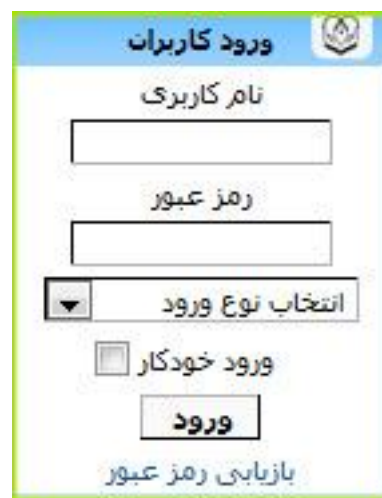 ورود کاربران
نام کاربری
رمز عبور
انتخاب نوع ورود
ورود خودکار
ورود
بازیابی رمز عبور